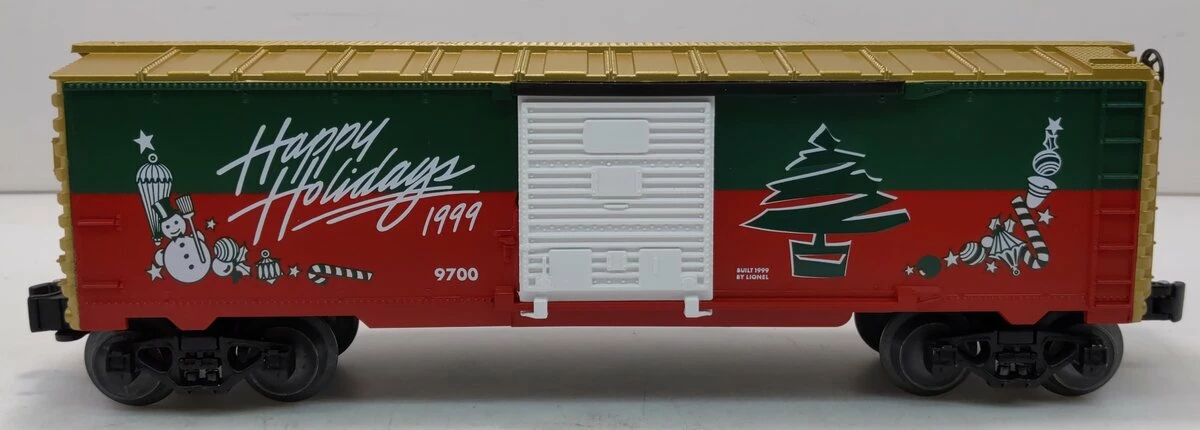 Happy
Holidays
1999
9700
BUILT 1999
BY LIONEL